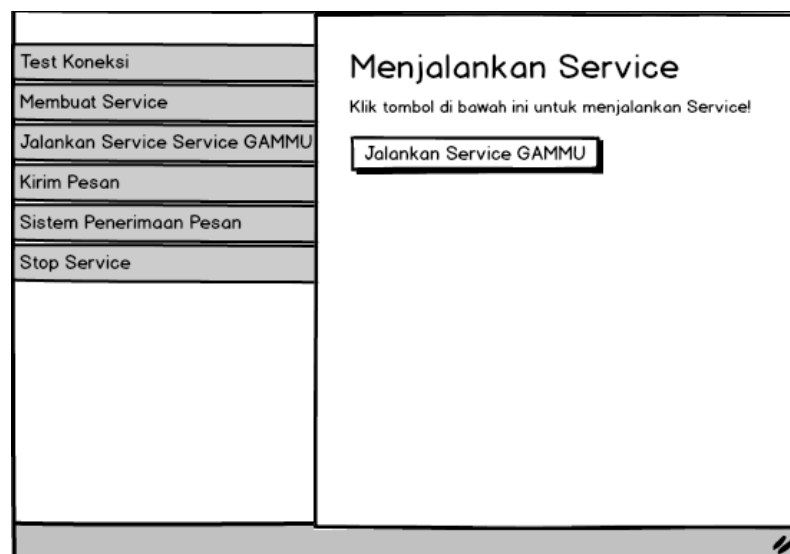 Test Koneksi
Membuat Service
Jalankan Service Service GAMMU
Kirim Pesan
Sistem Penerimaan Pesan
Stop Service
Menjalankan Service
Klik tombol di bawah ini untuk menjalankan Service!
Jalankan Service GAMMU